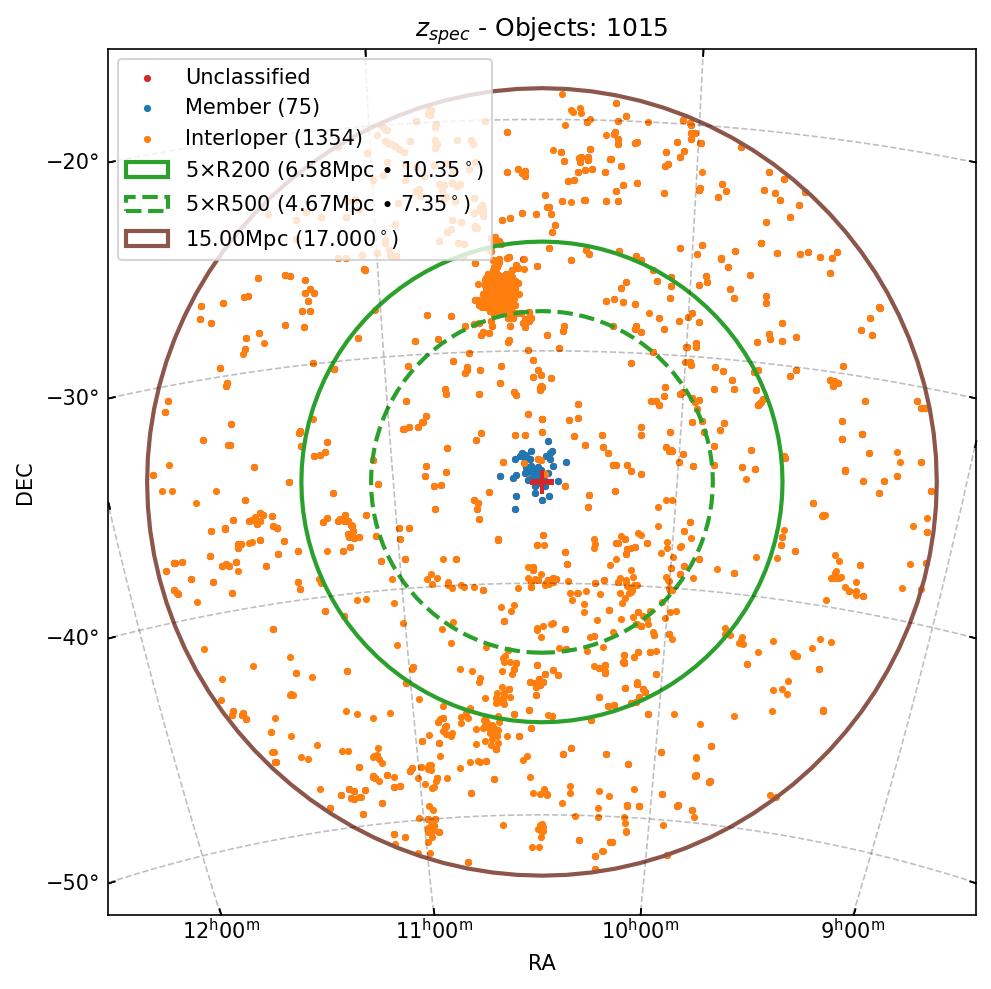 z_spec - Objects: 1015
Unclassified
Member (75)
Interloper (1354)
5×R200 (6.58Mpc • 10.35°)
5×R500 (4.67Mpc • 7.35°)
15.00Mpc (17.000°)
−20°
−30°
−40°
−50°
DEC
12h00m 11h00m 10h00m 9h00m
RA